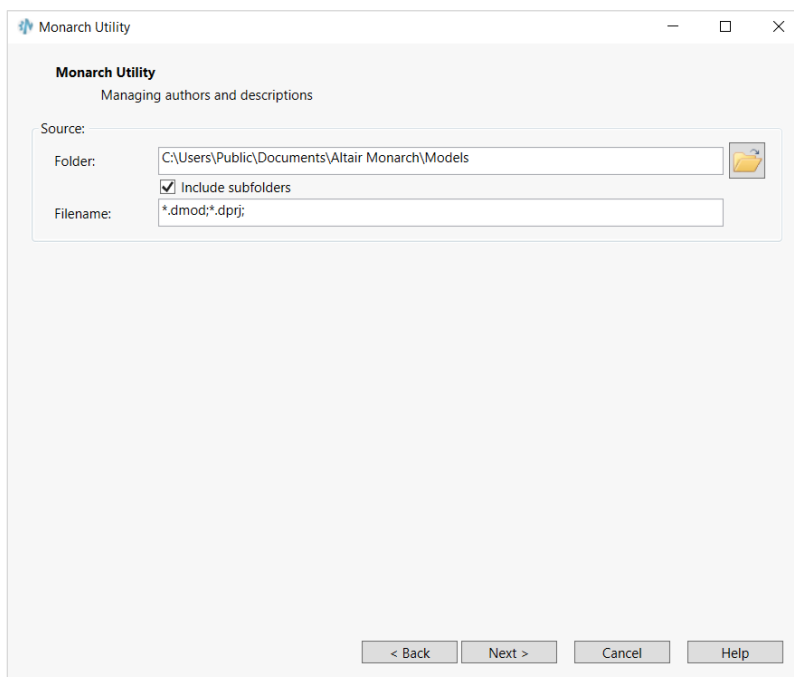 Monarch Utility
Monarch Utility
Managing authors and descriptions
Source:
Folder: C:\Users\Public\Documents\Altair Monarch\Models
Include subfolders
Filename: *.dmod;*.dprj;
< Back Next > Cancel Help